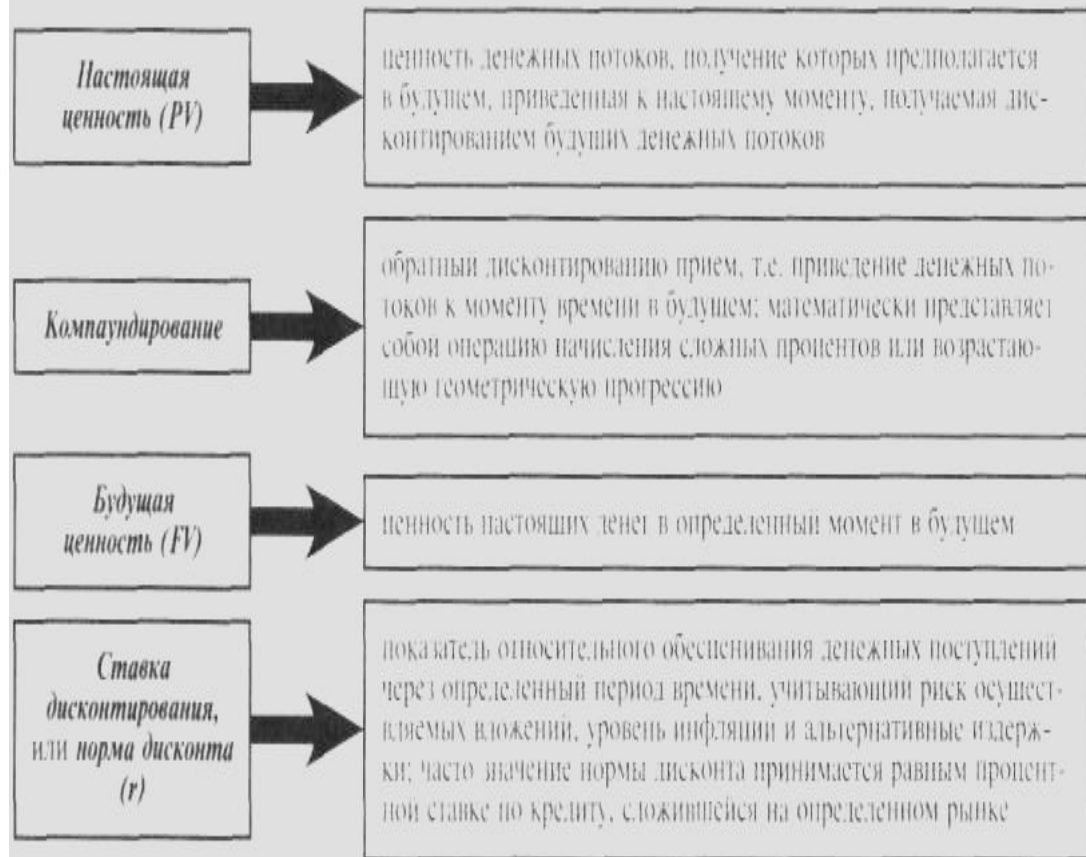 Настоящая
ценность (PV)
ценность денежных потоков, получение которых предполагается
в будущем, приведенная к настоящему моменту, получаемая дис-
контированием будущих денежных потоков
Компаундирование
обратный дисконтированию прием, т.е. приведение денежных по-
токов к моменту времени в будущем; математически представляет
собой операцию начисления сложных процентов или возрастаю-
щую геометрическую прогрессию
Будущая
ценность (FV)
ценность настоящих денег в определенный момент в будущем
Ставка
дисконтирования,
или норма дисконта
(r)
показатель относительного обесценивания денежных поступлений
через определенный период времени, учитывающий риск осущест-
вляемых вложений, уровень инфляции и альтернативные издерж-
ки; часто значение нормы дисконта принимается равным процент-
ной ставке по кредиту, сложившейся на определенном рынке